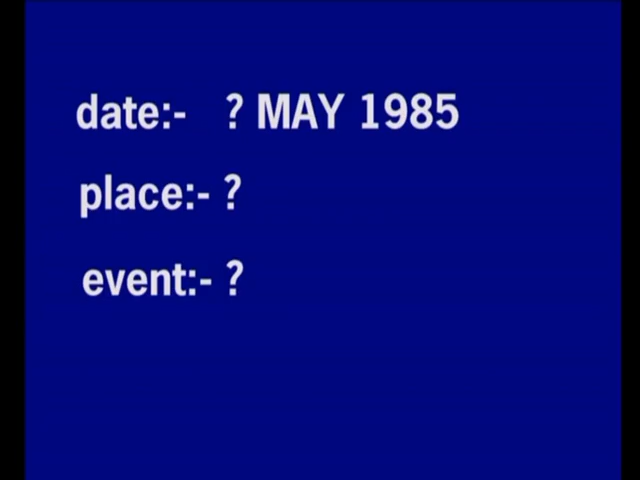 date:- ? MAY 1985
place:- ?
event:- ?